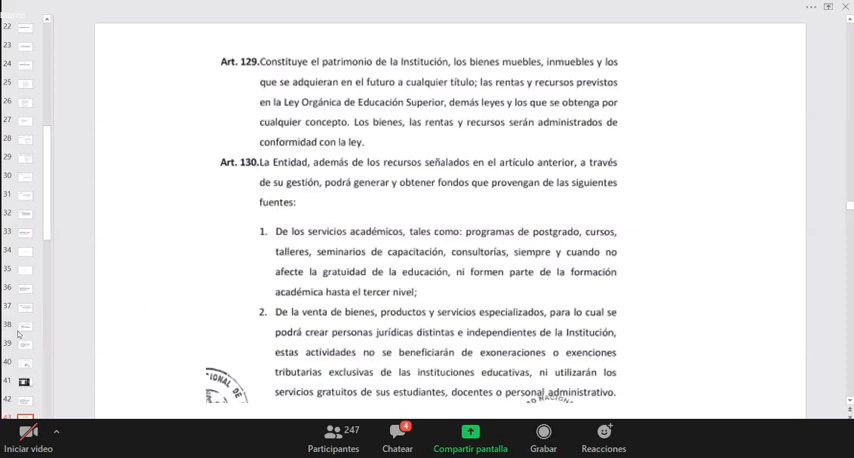 22
23
24
25
26
27
28
29
30
31
32
33
34
35
36
37
38
39
40
41
42
43
Art. 129.Constituye el patrimonio de la Institución, los bienes muebles, inmuebles y los
que se adquieran en el futuro a cualquier título; las rentas y recursos previstos
en la Ley Orgánica de Educación Superior, demás leyes y los que se obtenga por
cualquier concepto. Los bienes, las rentas y recursos serán administrados de
conformidad con la ley.
Art. 130.La Entidad, además de los recursos señalados en el artículo anterior, a través
de su gestión, podrá generar y obtener fondos que provengan de las siguientes
fuentes:
1. De los servicios académicos, tales como: programas de postgrado, cursos,
talleres, seminarios de capacitación, consultorías, siempre y cuando no
afecte la gratuidad de la educación, ni formen parte de la formación
académica hasta el tercer nivel;
2. De la venta de bienes, productos y servicios especializados, para lo cual se
podrá crear personas jurídicas distintas e independientes de la Institución,
estas actividades no se beneficiarán de exoneraciones o exenciones
tributarias exclusivas de las instituciones educativas, ni utilizarán los
servicios gratuitos de sus estudiantes, docentes o personal administrativo.
IONAL DE
NACION
Iniciar video
247
Participantes
4
Chatear
Compartir pantalla
Grabar
Reacciones